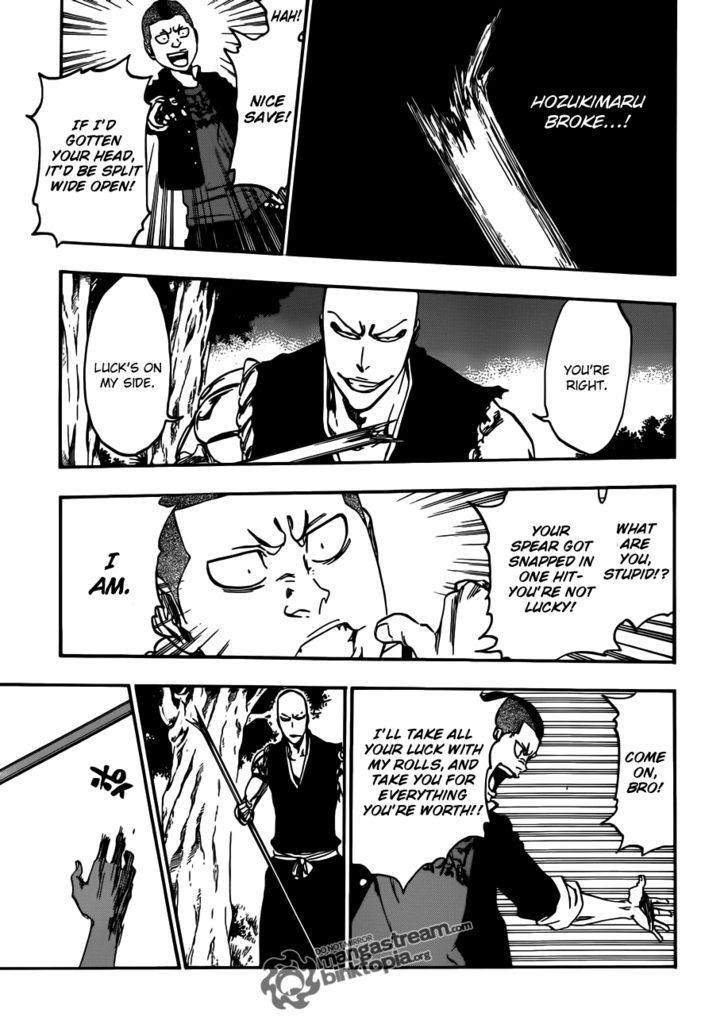 HOZUKIMARU
BROKE...!
HAH!
NICE
SAVE!
IF I'D
GOTTEN
YOUR HEAD,
IT'D BE SPLIT
WIDE OPEN!
YOU'RE
RIGHT.
LUCK'S ON
MY SIDE.
WHAT
ARE
YOU,
STUPID!?
YOUR
SPEAR GOT
SNAPPED IN
ONE HIT-
YOU'RE NOT
LUCKY!
I
AM.
COME
ON,
BRO!
I'LL TAKE ALL
YOUR LUCK WITH
MY ROLLS, AND
TAKE YOU FOR
EVERYTHING
YOU'RE WORTH!!
DO NOT MIRROR
mangastream.com
binktopia.org